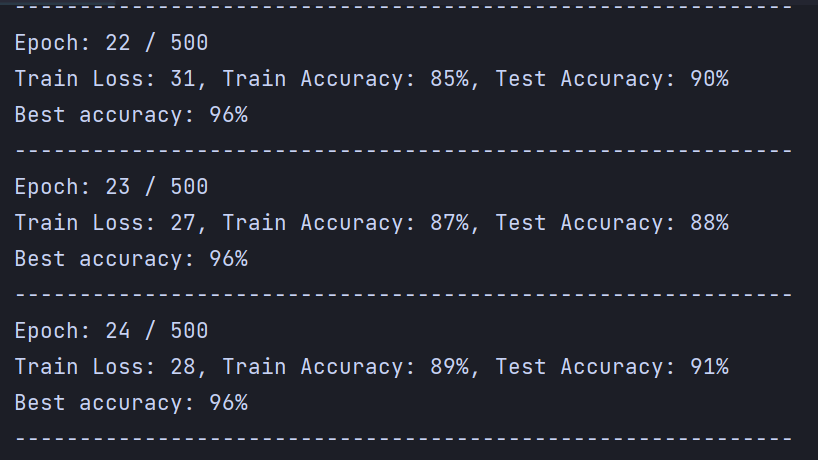 ------------------------------------------------------------
Epoch: 22 / 500
Train Loss: 31, Train Accuracy: 85%, Test Accuracy: 90%
Best accuracy: 96%
------------------------------------------------------------
Epoch: 23 / 500
Train Loss: 27, Train Accuracy: 87%, Test Accuracy: 88%
Best accuracy: 96%
------------------------------------------------------------
Epoch: 24 / 500
Train Loss: 28, Train Accuracy: 89%, Test Accuracy: 91%
Best accuracy: 96%
------------------------------------------------------------